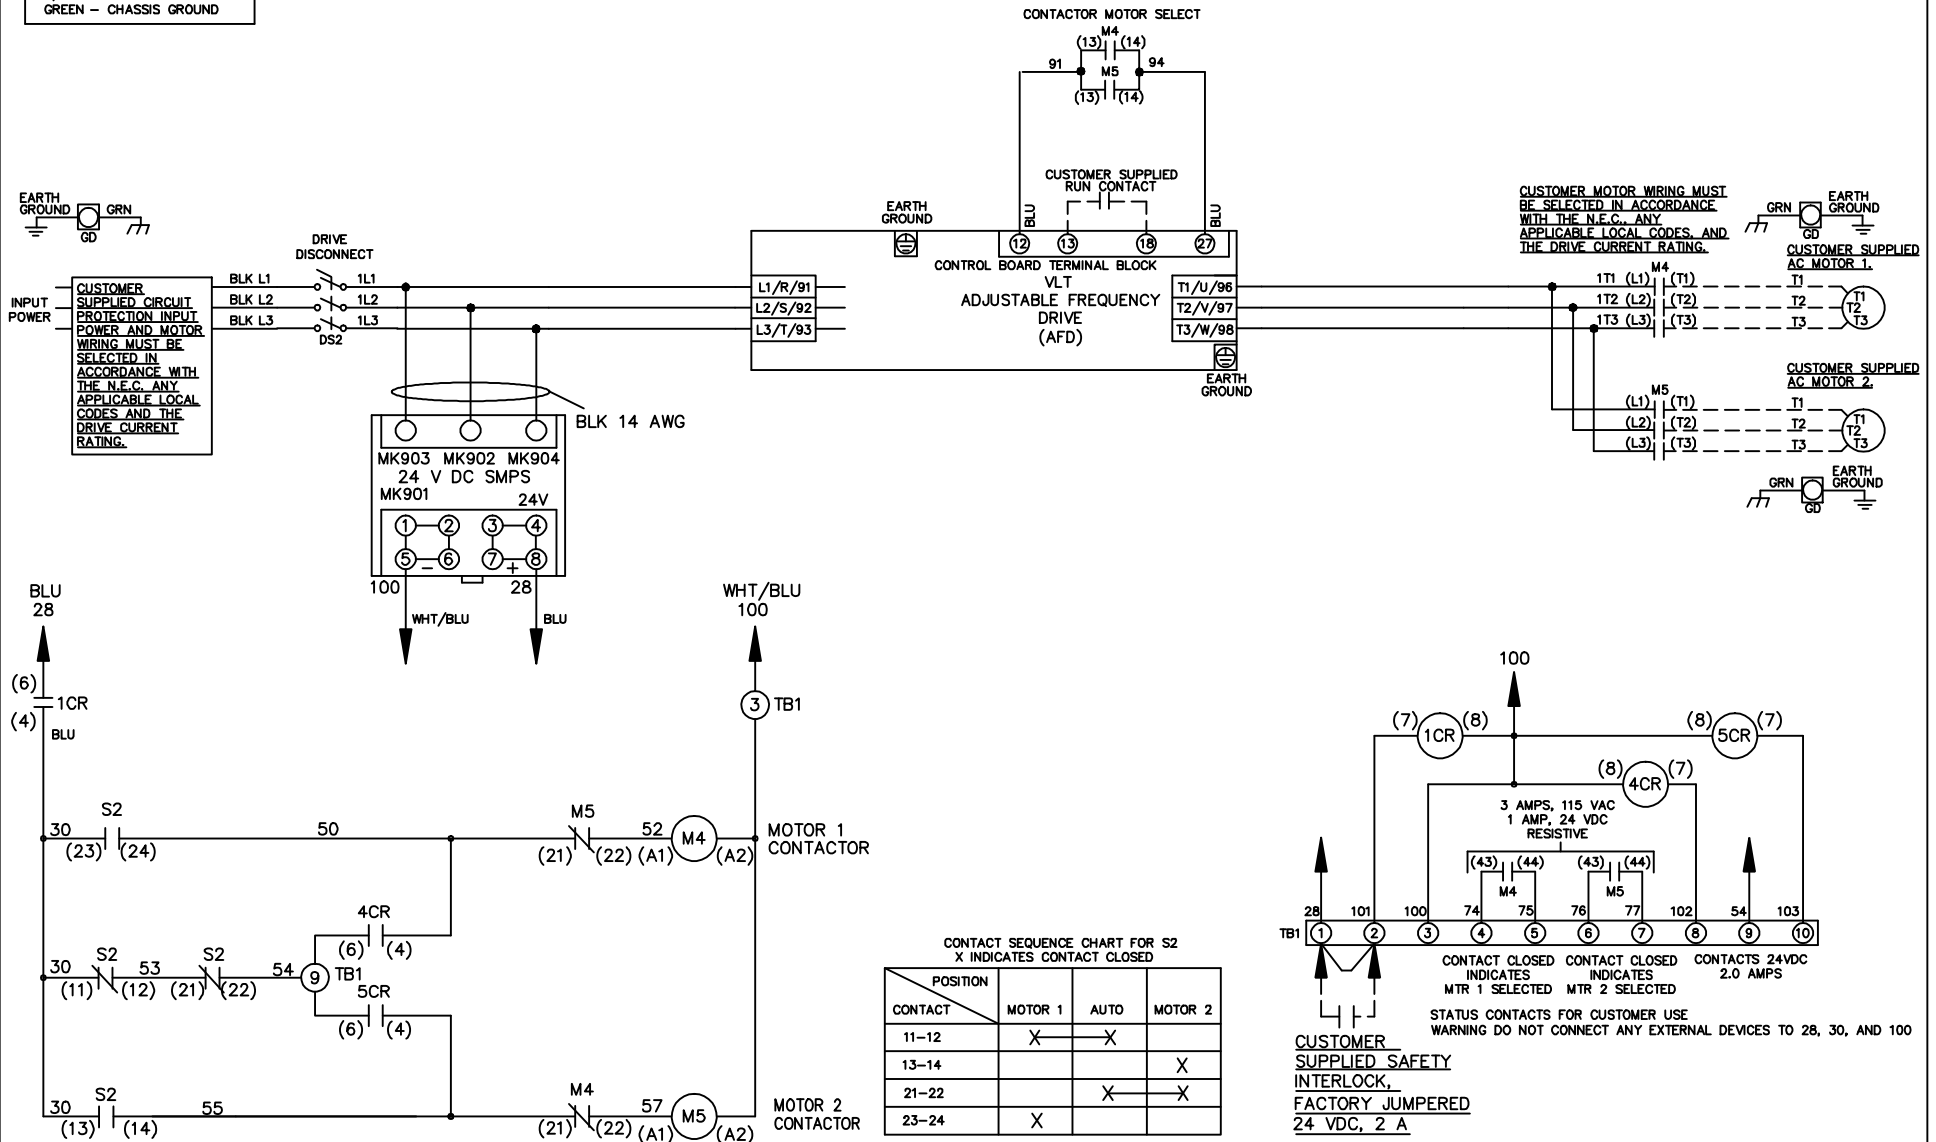 GREEN – CHASSIS GROUND
CONTACTOR MOTOR SELECT
M4
(13) (14)
91
94
M5
(13) (14)
BLU
BLU
CUSTOMER SUPPLIED
RUN CONTACT
EARTH
GROUND
12
13
18
27
CONTROL BOARD TERMINAL BLOCK
VLT
ADJUSTABLE FREQUENCY
DRIVE
(AFD)
L1/R/91
L2/S/92
L3/T/93
T1/U/96
T2/V/97
T3/W/98
EARTH
GROUND
EARTH
GROUND
GRN
GD
DRIVE
DISCONNECT
INPUT
POWER
CUSTOMER
SUPPLIED CIRCUIT
PROTECTION INPUT
POWER AND MOTOR
WIRING MUST BE
SELECTED IN
ACCORDANCE WITH
THE N.E.C. ANY
APPLICABLE LOCAL
CODES AND THE
DRIVE CURRENT
RATING.
BLK L1
1L1
BLK L2
1L2
BLK L3
1L3
DS2
BLK 14 AWG
MK903 MK902 MK904
24 V DC SMPS
MK901
24V
1 2 3 4
5 6 7 8
– +
100
28
WHT/BLU
BLU
CUSTOMER MOTOR WIRING MUST
BE SELECTED IN ACCORDANCE
WITH THE N.E.C., ANY
APPLICABLE LOCAL CODES, AND
THE DRIVE CURRENT RATING.
EARTH
GROUND
GRN
GD
CUSTOMER SUPPLIED
AC MOTOR 1.
M4
1T1 (L1) (T1) T1
1T2 (L2) (T2) T2
1T3 (L3) (T3) T3
T1
T2
T3
CUSTOMER SUPPLIED
AC MOTOR 2.
M5
(L1) (T1) T1
(L2) (T2) T2
(L3) (T3) T3
T1
T2
T3
EARTH
GROUND
GRN
GD
BLU
28
(6)
1CR
(4)
BLU
WHT/BLU
100
3 TB1
S2
30
(23) (24)
50
M5
(21) (22)
52
(A1) M4 (A2)
MOTOR 1
CONTACTOR
4CR
(6) (4)
S2
30
(11) (12)
53
S2
(21) (22)
54
9 TB1
5CR
(6) (4)
S2
30
(13) (14)
55
M4
(21) (22)
57
(A1) M5 (A2)
MOTOR 2
CONTACTOR
CONTACT SEQUENCE CHART FOR S2
X INDICATES CONTACT CLOSED
POSITION
CONTACT MOTOR 1 AUTO MOTOR 2
11–12 X X
13–14 X
21–22 X X
23–24 X
100
(7) 1CR (8)
(8) 5CR (7)
(8) 4CR (7)
3 AMPS, 115 VAC
1 AMP, 24 VDC
RESISTIVE
(43) (44) (43) (44)
M4 M5
28 101 100 74 75 76 77 102 54 103
TB1 1 2 3 4 5 6 7 8 9 10
CONTACT CLOSED
INDICATES
MTR 1 SELECTED
CONTACT CLOSED
INDICATES
MTR 2 SELECTED
CONTACTS 24VDC
2.0 AMPS
STATUS CONTACTS FOR CUSTOMER USE
WARNING DO NOT CONNECT ANY EXTERNAL DEVICES TO 28, 30, AND 100
CUSTOMER
SUPPLIED SAFETY
INTERLOCK,
FACTORY JUMPERED
24 VDC, 2 A